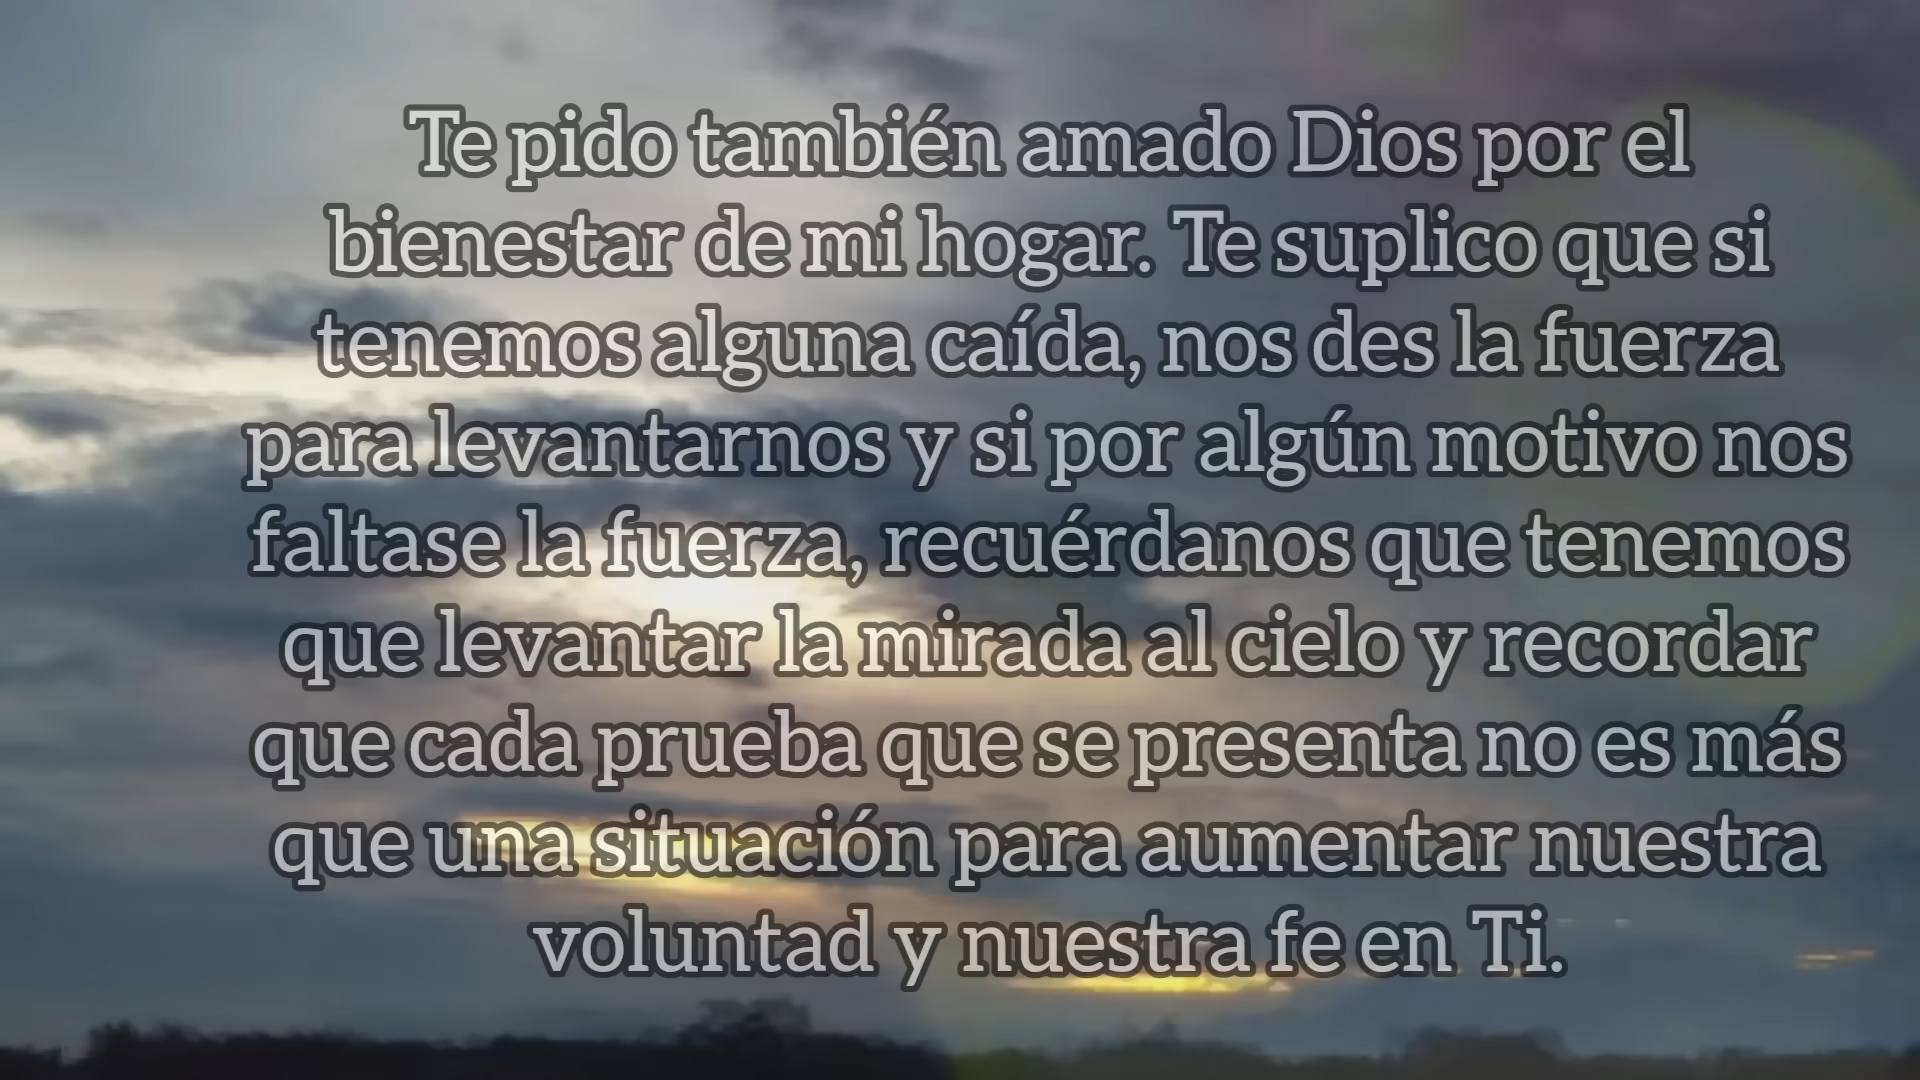 Te pido también amado Dios por el
bienestar de mi hogar. Te suplico que si
tenemos alguna caída, nos des la fuerza
para levantarnos y si por algún motivo nos
faltase la fuerza, recuérdanos que tenemos
que levantar la mirada al cielo y recordar
que cada prueba que se presenta no es más
que una situación para aumentar nuestra
voluntad y nuestra fe en Ti.